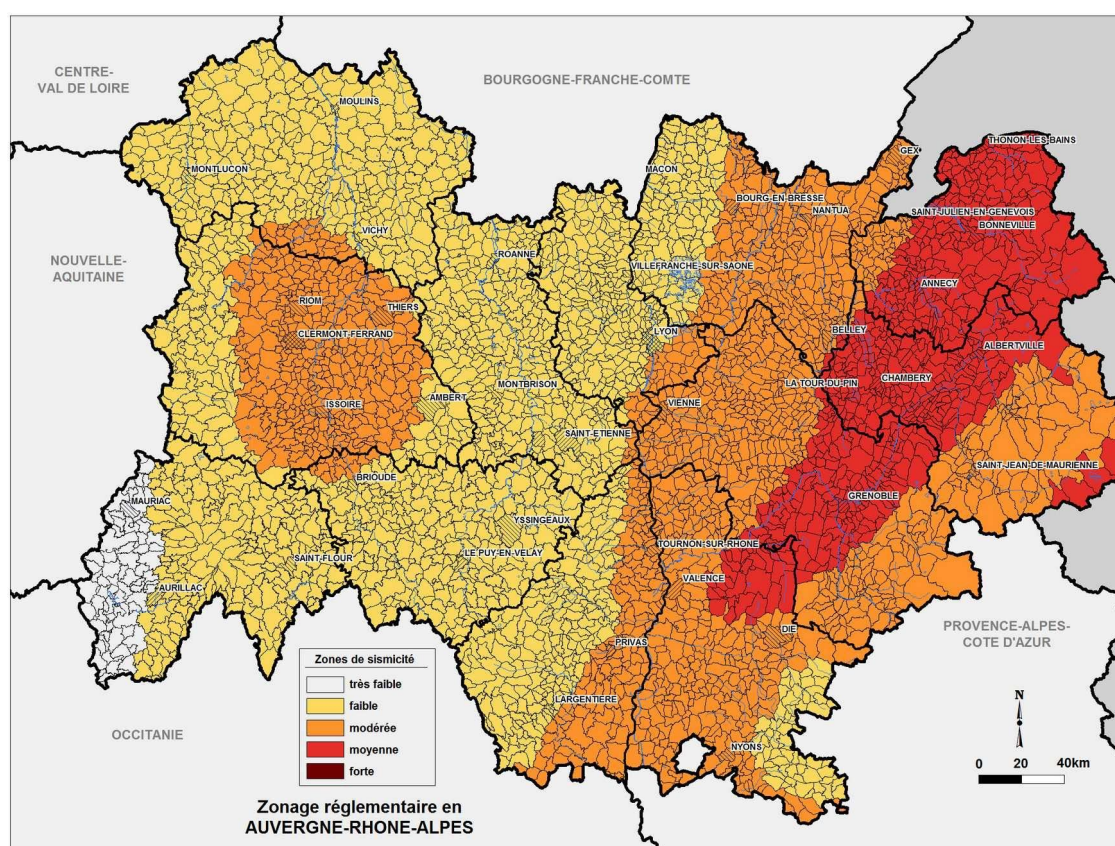 CENTRE-
VAL DE LOIRE
BOURGOGNE-FRANCHE-COMTE
MOULINS
MONTLUCON
THONON-LES-BAINS
GEX
MACON
BOURG-EN-BRESSE
NANTUA
SAINT-JULIEN-EN-GENEVOIS
BONNEVILLE
VICHY
ROANNE
NOUVELLE-
AQUITAINE
VILLEFRANCHE-SUR-SAONE
ANNECY
RIOM
THIERS
CLERMONT-FERRAND
LYON
BELLEY
ALBERTVILLE
CHAMBERY
MONTBRISON
LA TOUR-DU-PIN
AMBERT
ISSOIRE
VIENNE
SAINT-ETIENNE
SAINT-JEAN-DE-MAURIENNE
BRIOUDE
MAURIAC
GRENOBLE
YSSINGEAUX
TOURNON-SUR-RHONE
LE PUY-EN-VELAY
SAINT-FLOUR
VALENCE
AURILLAC
DIE
PROVENCE-ALPES-
COTE D'AZUR
PRIVAS
LARGENTIERE
NYONS
OCCITANIE
Zones de sismicité
très faible
faible
modérée
moyenne
forte
N
0 20 40km
Zonage réglementaire en
AUVERGNE-RHONE-ALPES